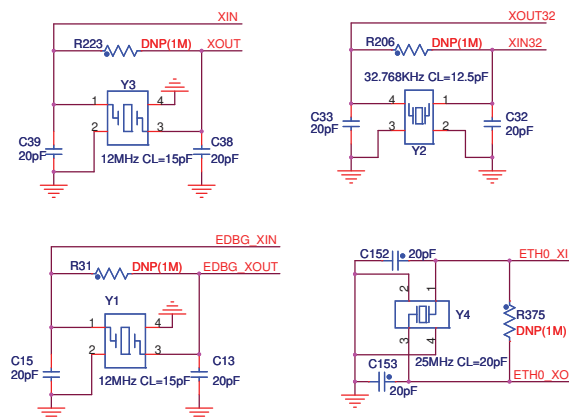 XIN
R223 DNP(1M) XOUT
Y3
1 4
2 3
C39 20pF
12MHz CL=15pF
C38 20pF
XOUT32
R206 DNP(1M) XIN32
32.768KHz CL=12.5pF
4 1
3 2
C33 20pF
Y2
C32 20pF
EDBG_XIN
R31 DNP(1M) EDBG_XOUT
Y1
1 4
2 3
C15 20pF
12MHz CL=15pF
C13 20pF
C152 20pF ETH0_XI
2 1
Y4
R375
DNP(1M)
3 4
25MHz CL=20pF
C153 20pF
ETH0_XO